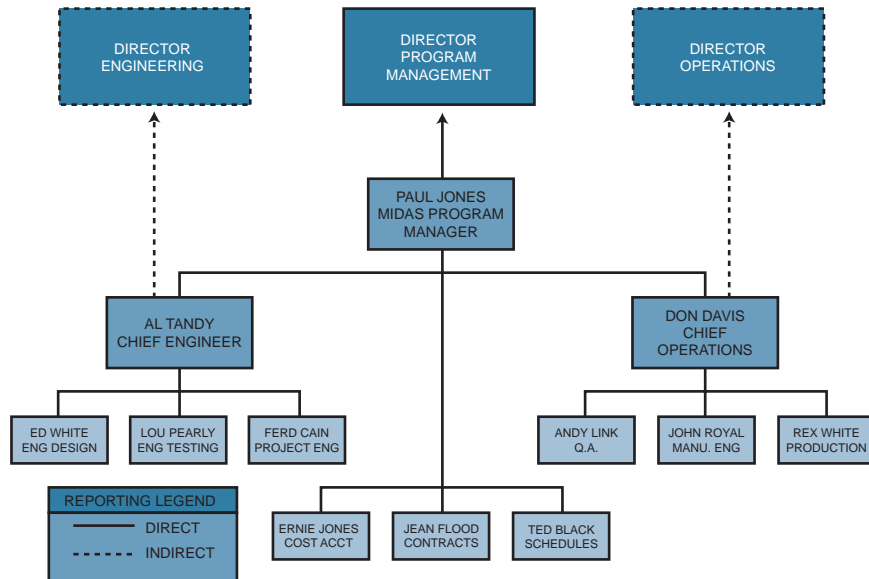 DIRECTOR
ENGINEERING
DIRECTOR
PROGRAM
MANAGEMENT
DIRECTOR
OPERATIONS
PAUL JONES
MIDAS PROGRAM
MANAGER
AL TANDY
CHIEF ENGINEER
DON DAVIS
CHIEF
OPERATIONS
ED WHITE
ENG DESIGN
LOU PEARLY
ENG TESTING
FERD CAIN
PROJECT ENG
ANDY LINK
Q.A.
JOHN ROYAL
MANU. ENG
REX WHITE
PRODUCTION
REPORTING LEGEND
DIRECT
INDIRECT
ERNIE JONES
COST ACCT
JEAN FLOOD
CONTRACTS
TED BLACK
SCHEDULES